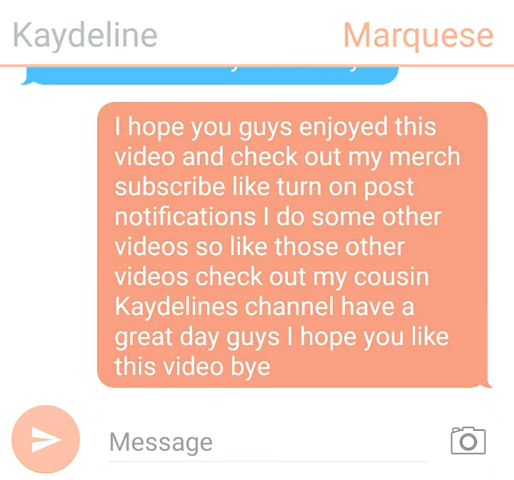 Kaydeline Marquese
I hope you guys enjoyed this
video and check out my merch
subscribe like turn on post
notifications I do some other
videos so like those other
videos check out my cousin
Kaydelines channel have a
great day guys I hope you like
this video bye
Message